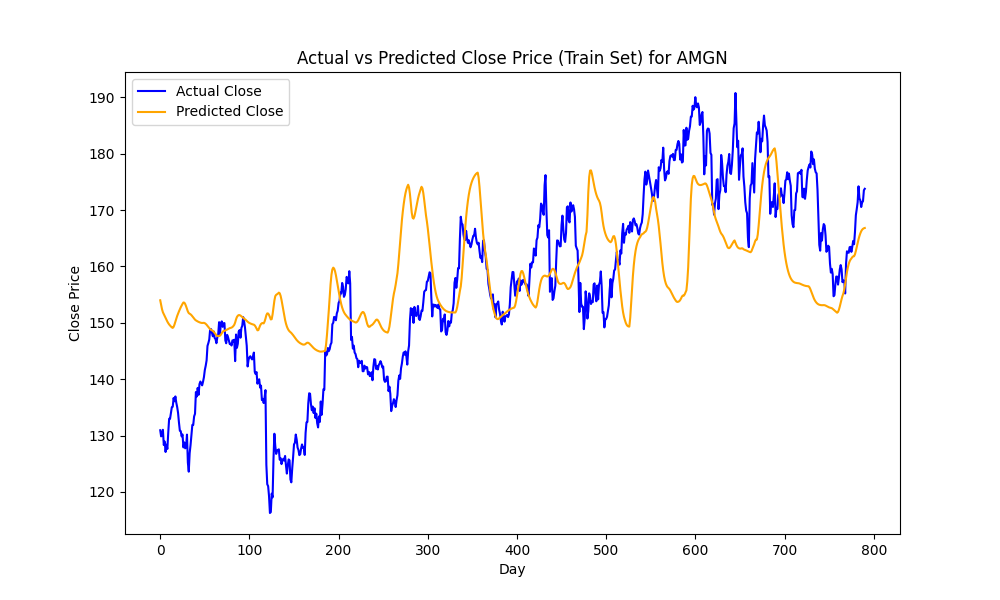 Actual vs Predicted Close Price (Train Set) for AMGN
Actual Close
Predicted Close
190
180
170
160
150
140
130
120
Close Price
0 100 200 300 400 500 600 700 800
Day